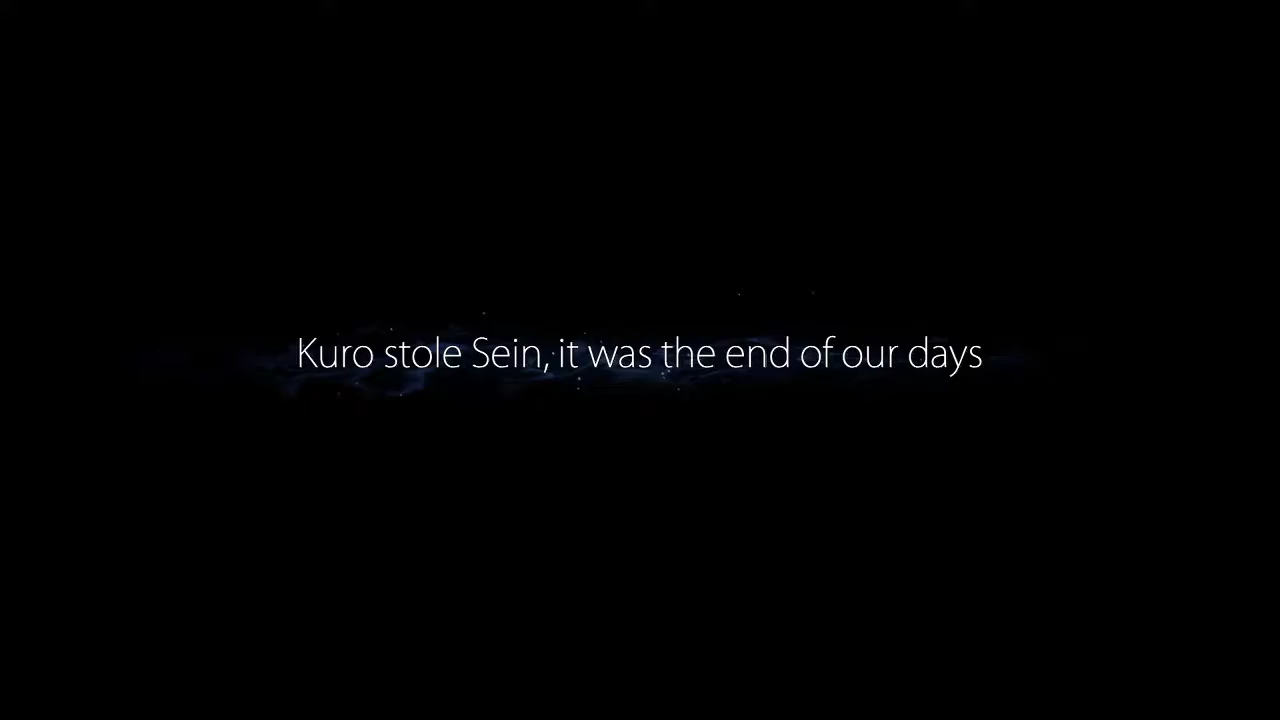 Kuro stole Sein, it was the end of our days